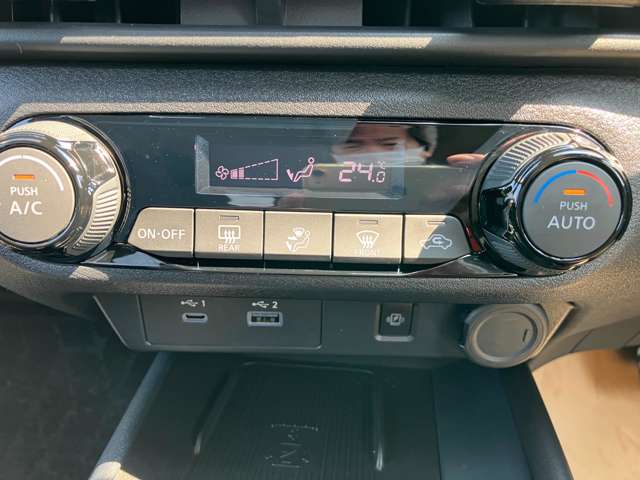 24.0
°C
PUSH
A/C
PUSH
AUTO
ON·OFF
REAR
FRONT
1
2